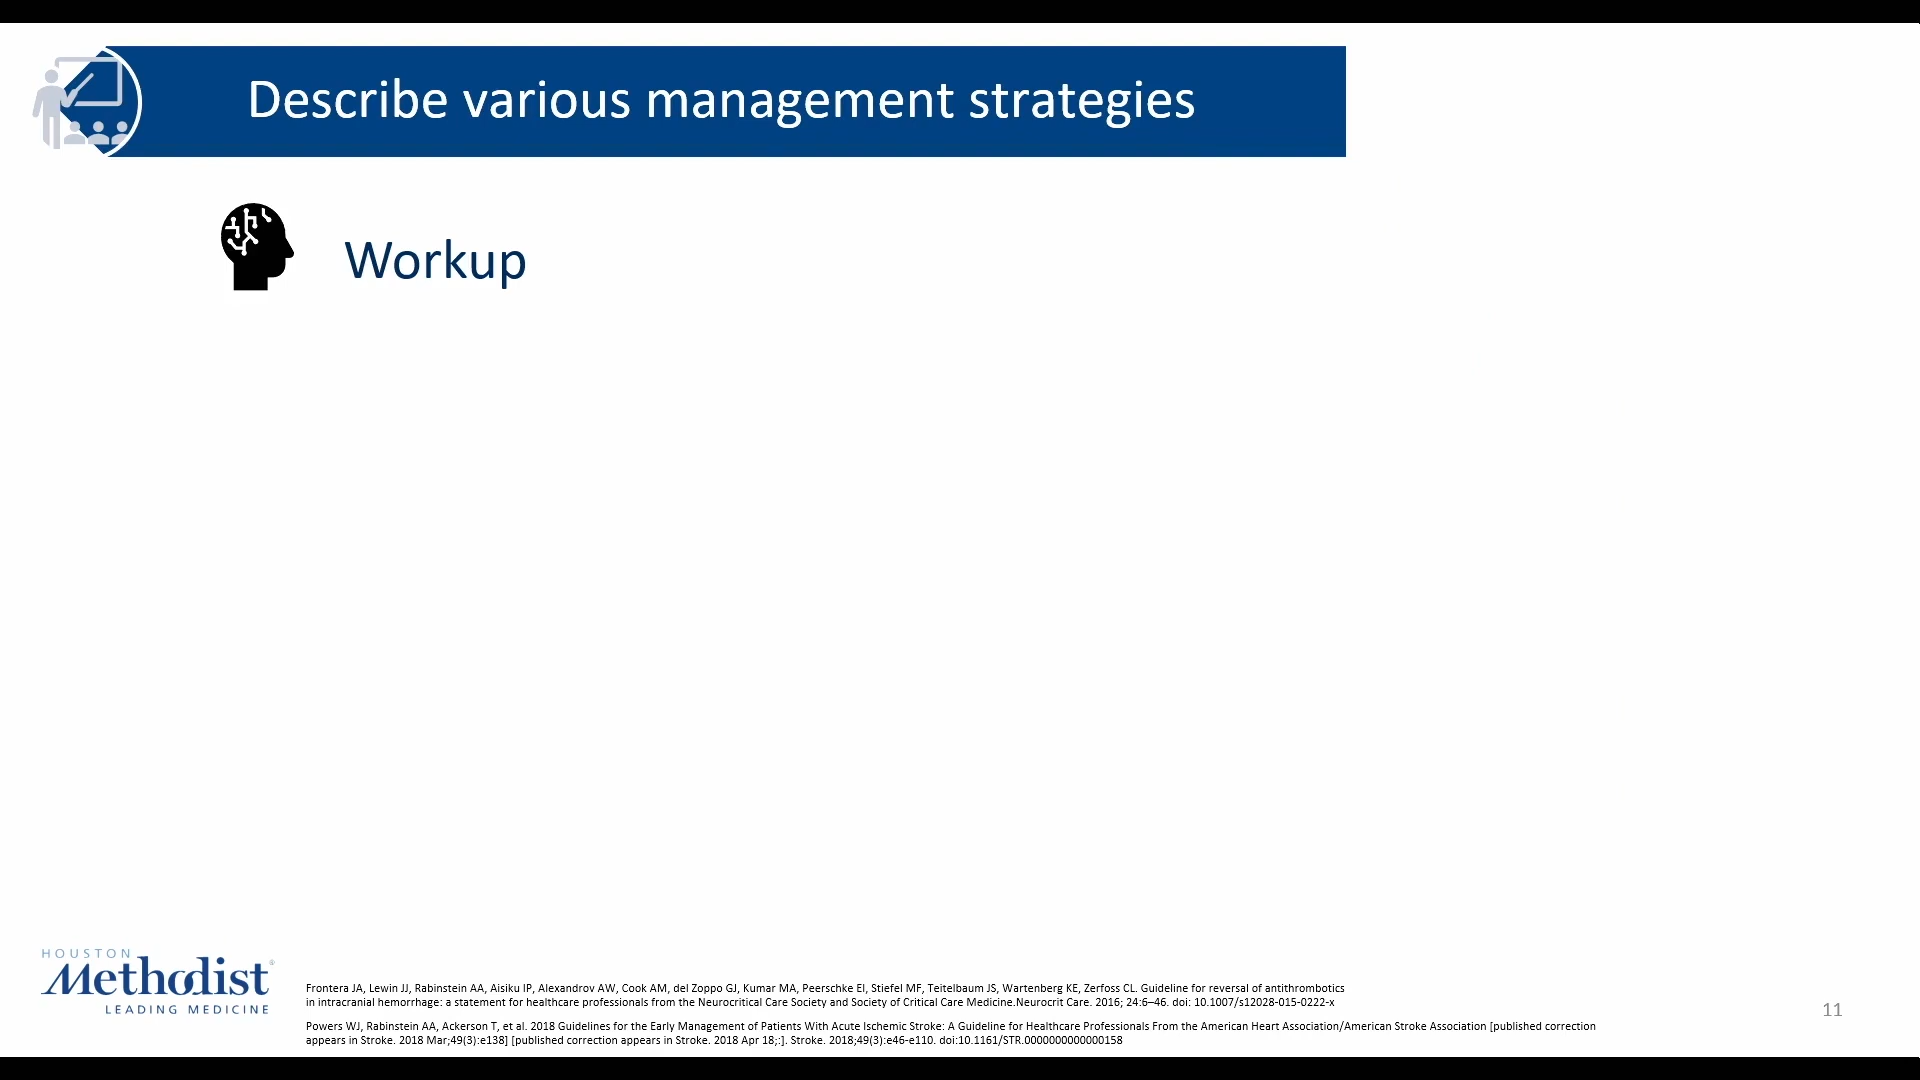 Describe various management strategies
Workup
HOUSTON
Methodist®
LEADING MEDICINE
Frontera JA, Lewin JJ, Rabinstein AA, Aisiku IP, Alexandrov AW, Cook AM, del Zoppo GJ, Kumar MA, Peerschke EI, Stiefel MF, Teitelbaum JS, Wartenberg KE, Zerfoss CL. Guideline for reversal of antithrombotics
in intracranial hemorrhage: a statement for healthcare professionals from the Neurocritical Care Society and Society of Critical Care Medicine.Neurocrit Care. 2016; 24:6–46. doi: 10.1007/s12028-015-0222-x
Powers WJ, Rabinstein AA, Ackerson T, et al. 2018 Guidelines for the Early Management of Patients With Acute Ischemic Stroke: A Guideline for Healthcare Professionals From the American Heart Association/American Stroke Association [published correction
appears in Stroke. 2018 Mar;49(3):e138] [published correction appears in Stroke. 2018 Apr 18;:]. Stroke. 2018;49(3):e46-e110. doi:10.1161/STR.0000000000000158
11